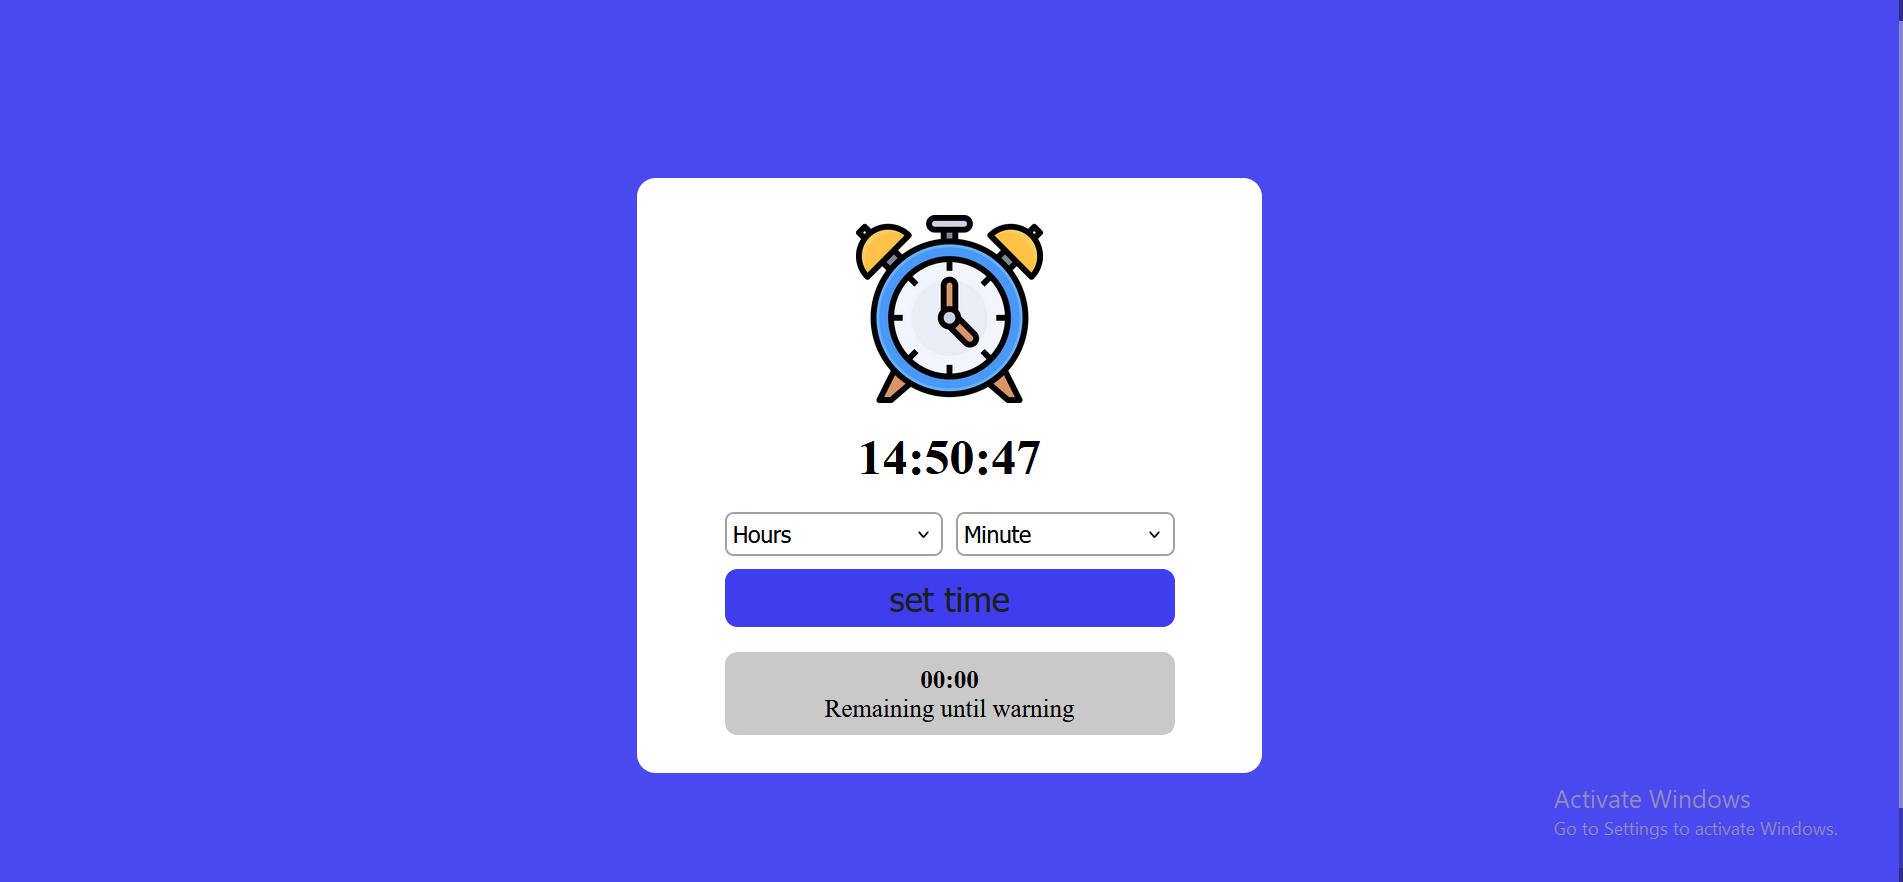 14:50:47
Hours Minute
set time
00:00
Remaining until warning
Activate Windows
Go to Settings to activate Windows.